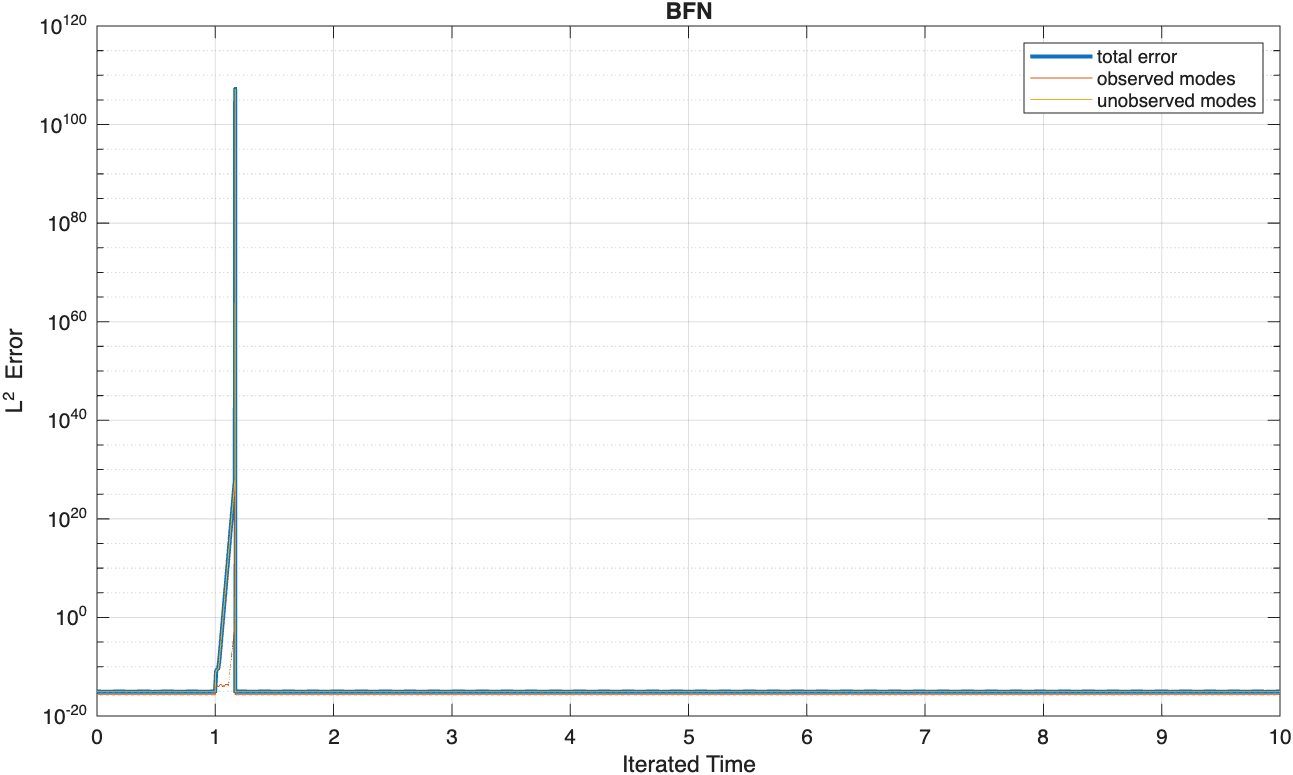 BFN
10^120
10^100
10^80
10^60
10^40
10^20
10^0
10^-20
L^2 Error
total error
observed modes
unobserved modes
0 1 2 3 4 5 6 7 8 9 10
Iterated Time